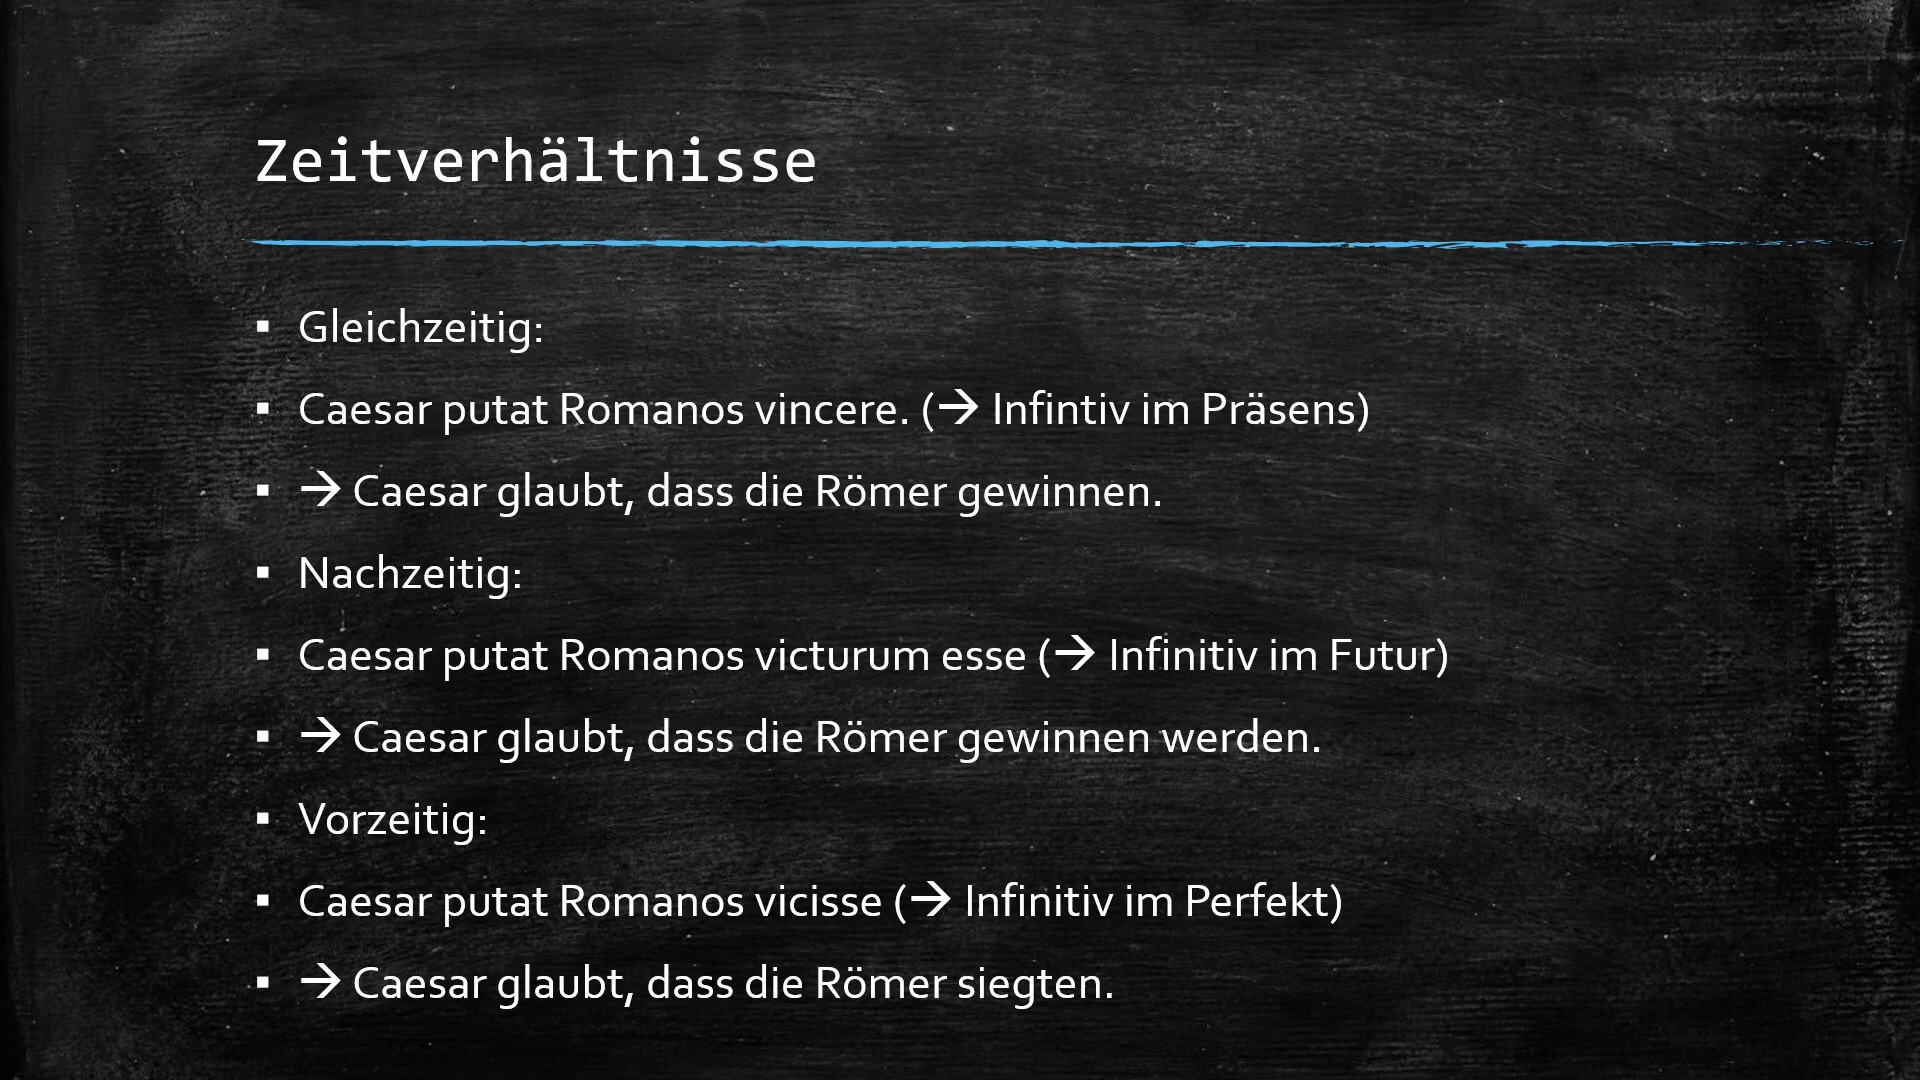 Zeitverhältnisse
▪ Gleichzeitig:
▪ Caesar putat Romanos vincere. (→ Infintiv im Präsens)
▪ → Caesar glaubt, dass die Römer gewinnen.
▪ Nachzeitig:
▪ Caesar putat Romanos victurum esse (→ Infinitiv im Futur)
▪ → Caesar glaubt, dass die Römer gewinnen werden.
▪ Vorzeitig:
▪ Caesar putat Romanos vicisse (→ Infinitiv im Perfekt)
▪ → Caesar glaubt, dass die Römer siegten.